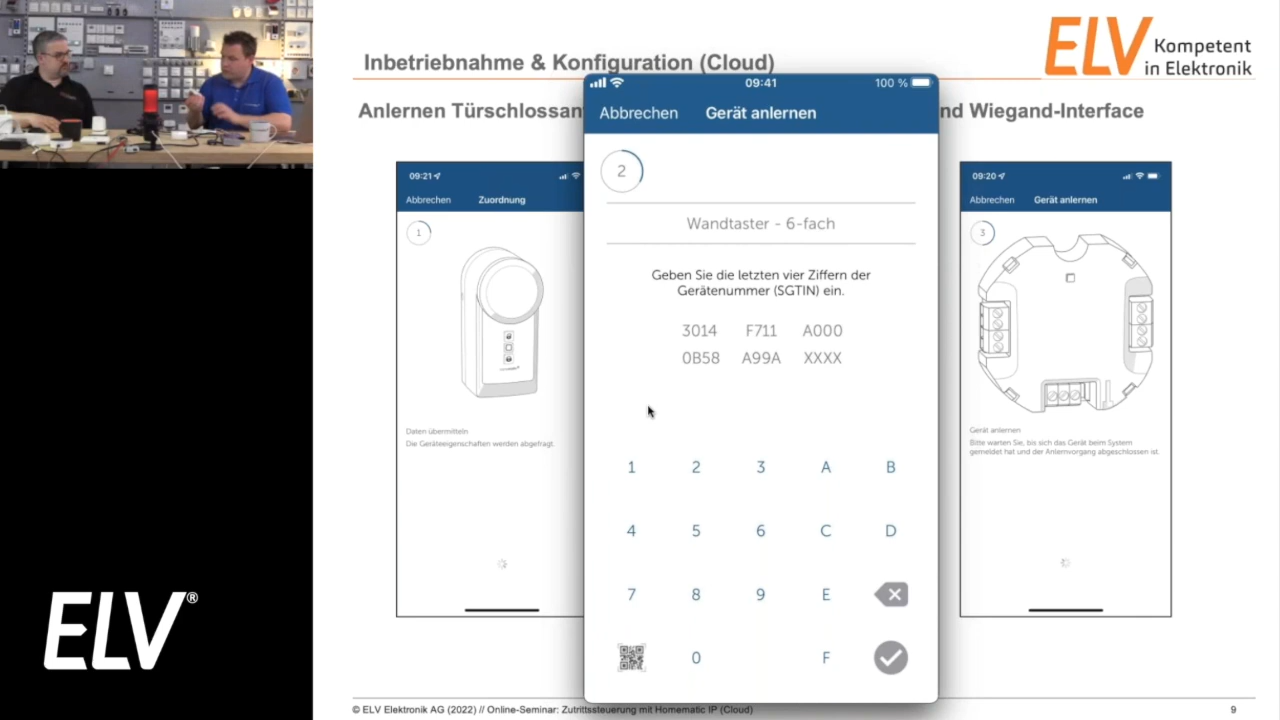 ELV Kompetent
in Elektronik
Inbetriebnahme & Konfiguration (Cloud)
Anlernen Türschlossan
nd Wiegand-Interface
09:21
Abbrechen Zuordnung
1
Daten übermitteln
Die Geräteeigenschaften werden abgefragt.
09:41 100 %
Abbrechen Gerät anlernen
2
Wandtaster - 6-fach
Geben Sie die letzten vier Ziffern der
Gerätenummer (SGTIN) ein.
3014 F711 A000
0B58 A99A XXXX
1 2 3 A B
4 5 6 C D
7 8 9 E
0 F
09:20
Abbrechen Gerät anlernen
3
Gerät anlernen
Bitte warten Sie, bis sich das Gerät beim System
gemeldet hat und der Anlernvorgang abgeschlossen ist.
ELV®
© ELV Elektronik AG (2022) // Online-Seminar: Zutrittssteuerung mit Homematic IP (Cloud) 9